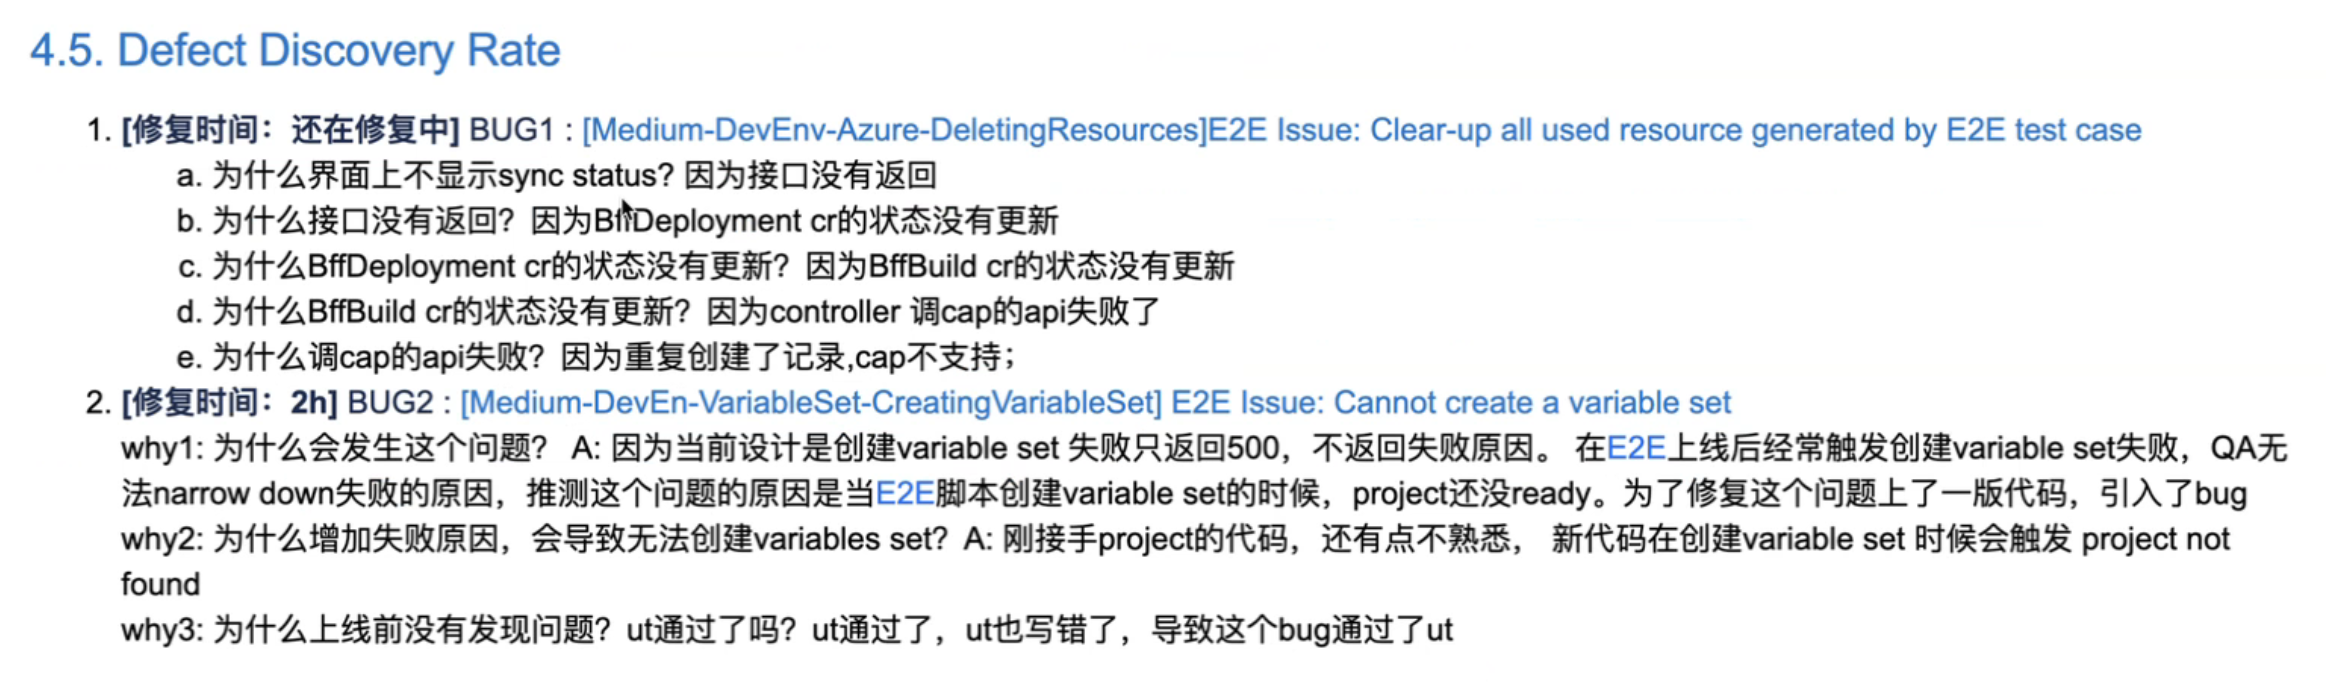 4.5. Defect Discovery Rate
1. [修复时间：还在修复中] BUG1 : [Medium-DevEnv-Azure-DeletingResources]E2E Issue: Clear-up all used resource generated by E2E test case
a. 为什么界面上不显示sync status? 因为接口没有返回
b. 为什么接口没有返回？因为BffDeployment cr的状态没有更新
c. 为什么BffDeployment cr的状态没有更新？因为BffBuild cr的状态没有更新
d. 为什么BffBuild cr的状态没有更新？因为controller 调cap的api失败了
e. 为什么调cap的api失败？因为重复创建了记录,cap不支持；
2. [修复时间：2h] BUG2 : [Medium-DevEn-VariableSet-CreatingVariableSet] E2E Issue: Cannot create a variable set
why1: 为什么会发生这个问题？ A: 因为当前设计是创建variable set 失败只返回500，不返回失败原因。 在E2E上线后经常触发创建variable set失败，QA无
法narrow down失败的原因，推测这个问题的原因是当E2E脚本创建variable set的时候，project还没ready。为了修复这个问题上了一版代码，引入了bug
why2: 为什么增加失败原因，会导致无法创建variables set？A: 刚接手project的代码，还有点不熟悉， 新代码在创建variable set 时候会触发 project not
found
why3: 为什么上线前没有发现问题？ut通过了吗？ut通过了，ut也写错了，导致这个bug通过了ut